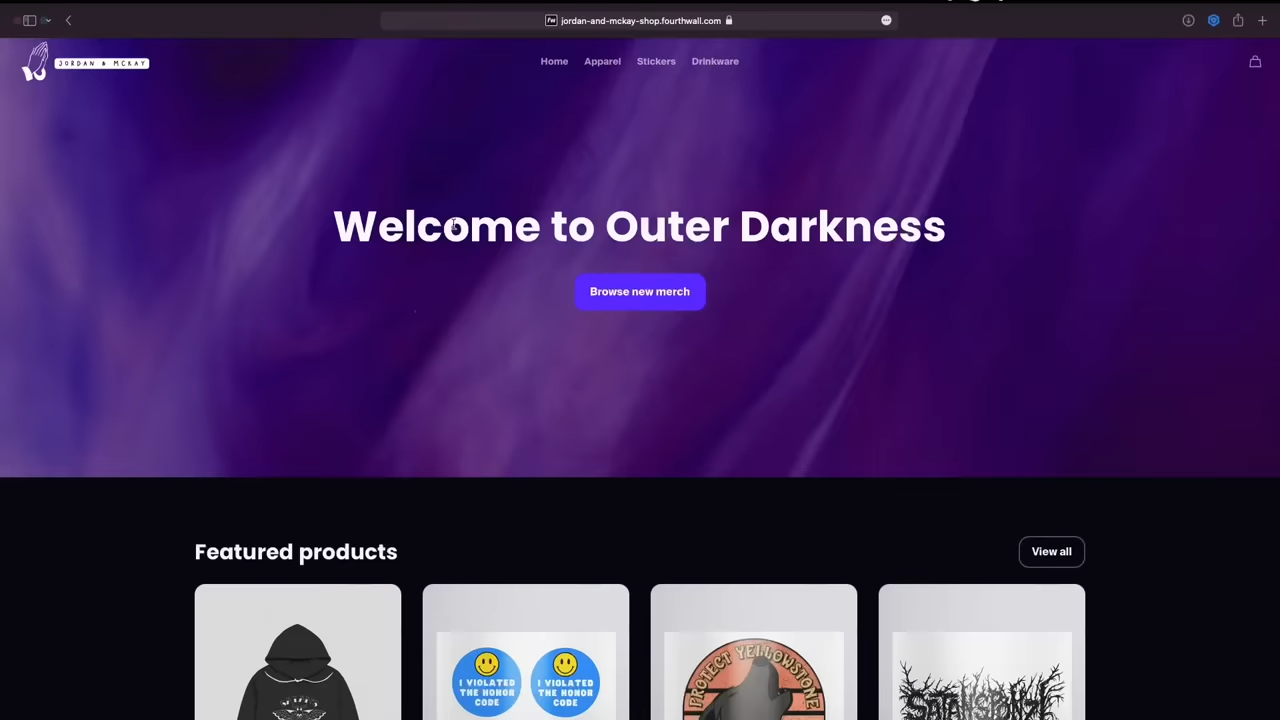 Fw jordan-and-mckay-shop.fourthwall.com
JORDAN & MCKAY
Home Apparel Stickers Drinkware
Welcome to Outer Darkness
Browse new merch
Featured products
View all
I VIOLATED THE HONOR CODE
I VIOLATED THE HONOR CODE
PROTECT YELLOWSTONE